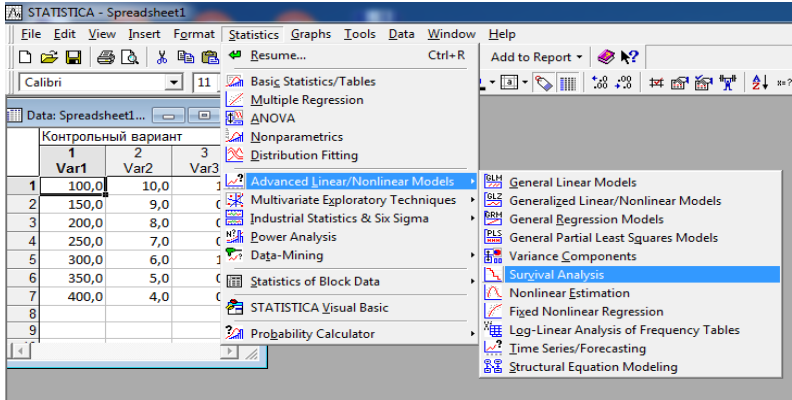 STATISTICA - Spreadsheet1
File Edit View Insert Format Statistics Graphs Tools Data Window Help
Resume... Ctrl+R
Add to Report
Calibri 11
Basic Statistics/Tables
Multiple Regression
ANOVA
Nonparametrics
Distribution Fitting
Advanced Linear/Nonlinear Models
Multivariate Exploratory Techniques
Industrial Statistics & Six Sigma
Power Analysis
Data-Mining
Statistics of Block Data
STATISTICA Visual Basic
Probability Calculator
General Linear Models
Generalized Linear/Nonlinear Models
General Regression Models
General Partial Least Squares Models
Variance Components
Survival Analysis
Nonlinear Estimation
Fixed Nonlinear Regression
Log-Linear Analysis of Frequency Tables
Time Series/Forecasting
Structural Equation Modeling
Data: Spreadsheet1...
Контрольный вариант
1 2 3
Var1 Var2 Var3
1 100,0 10,0
2 150,0 9,0
3 200,0 8,0
4 250,0 7,0
5 300,0 6,0
6 350,0 5,0
7 400,0 4,0
8
9